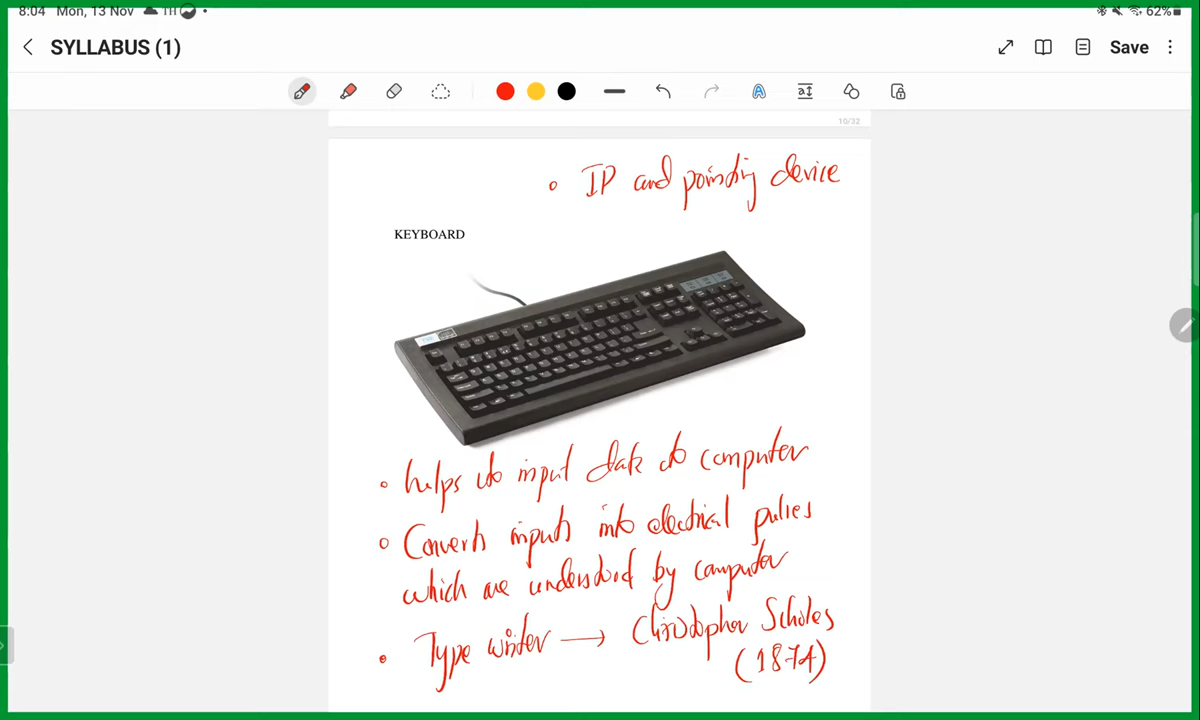 8:04 Mon, 13 Nov TH • 62%
SYLLABUS (1) Save
10/32
• IP and pointing device
KEYBOARD
• helps to input data to computer
• Converts inputs into electrical pulses
which are understood by computer
• Type writer → Christopher Scholes
(1874)